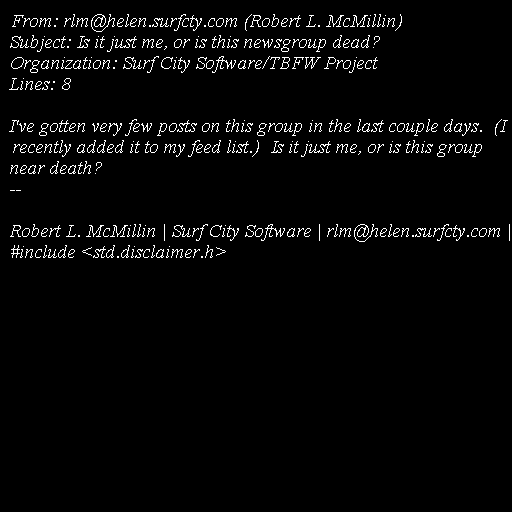 From: rlm@helen.surfcty.com (Robert L. McMillin)
Subject: Is it just me, or is this newsgroup dead?
Organization: Surf City Software/TBFW Project
Lines: 8

I've gotten very few posts on this group in the last couple days.  (I
recently added it to my feed list.)  Is it just me, or is this group
near death?
--

Robert L. McMillin | Surf City Software | rlm@helen.surfcty.com |
#include <std.disclaimer.h>